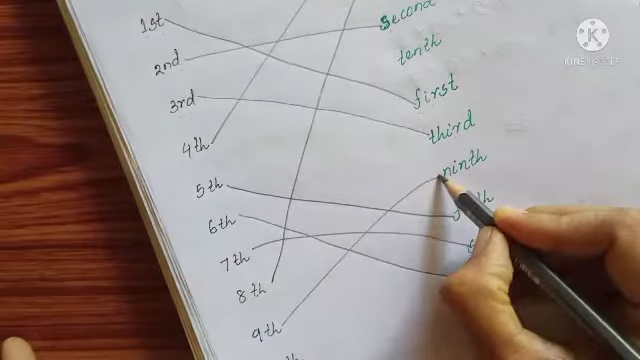 1st
second
2nd
tenth
first
3rd
third
4th
ninth
5th
6th
7th
8th
9th
KINEMASTER